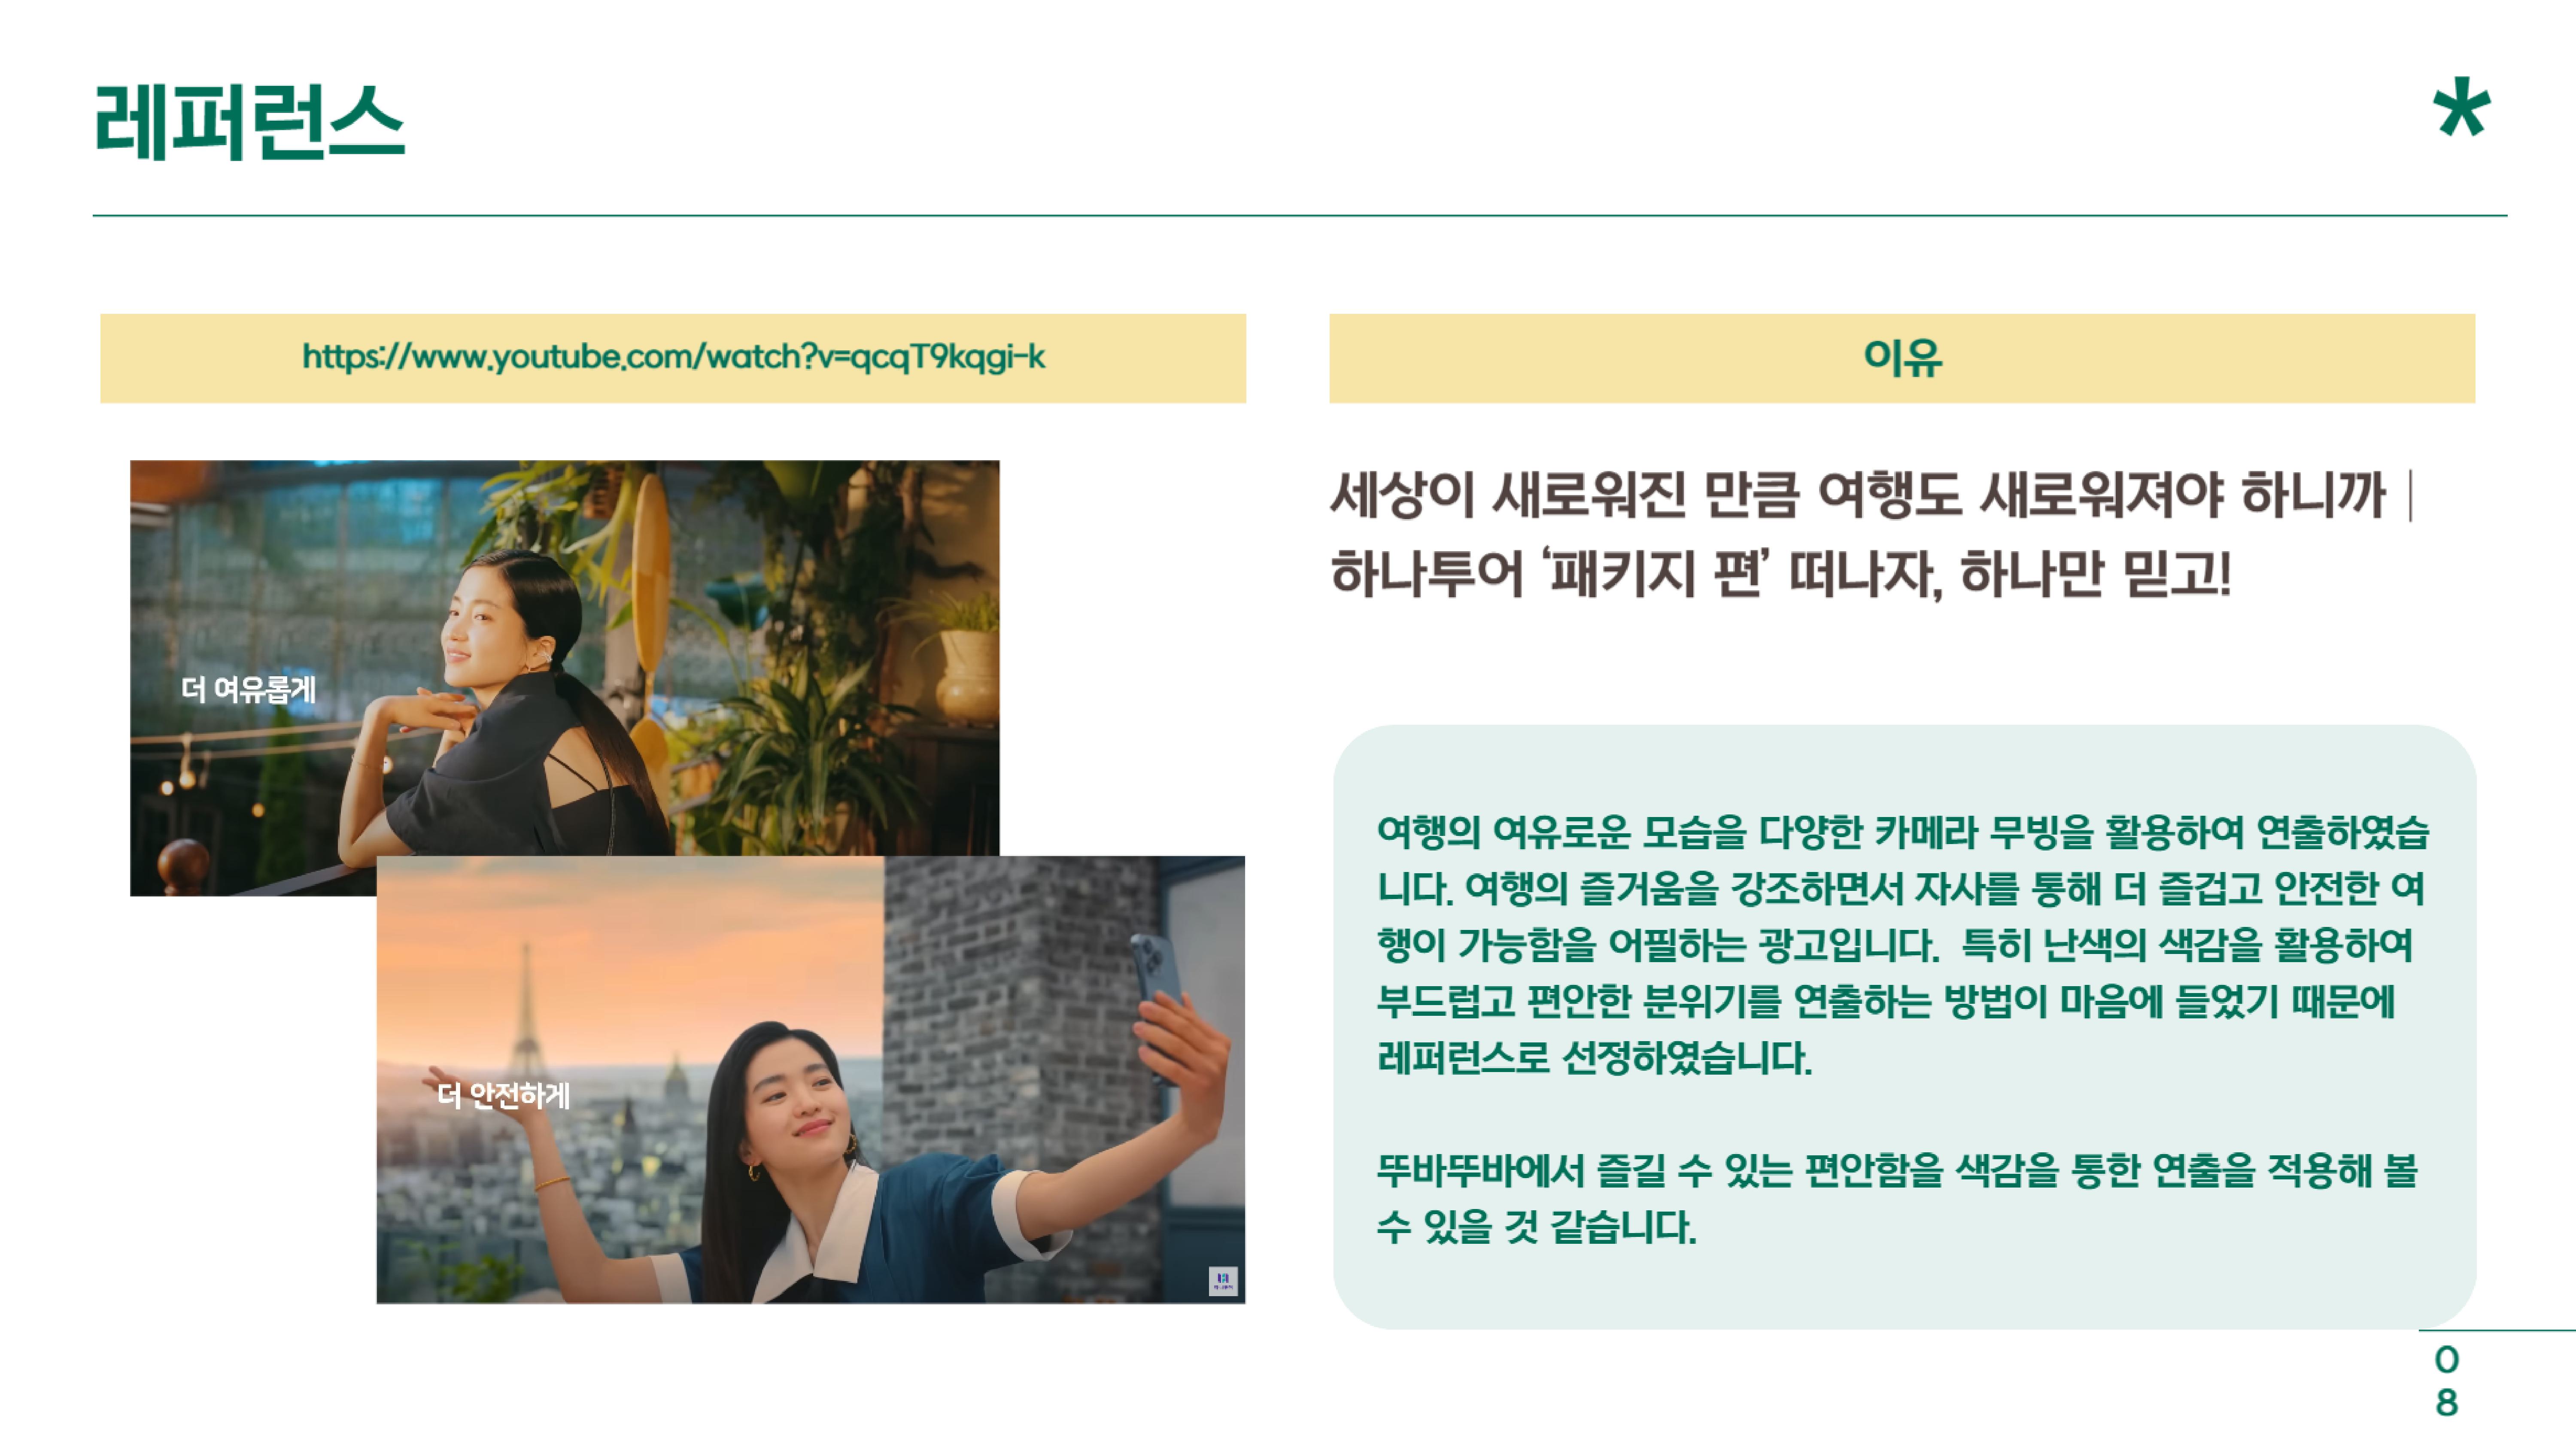 레퍼런스
*
https://www.youtube.com/watch?v=qcqT9kqgi-k
더 여유롭게
더 안전하게
이유
세상이 새로워진 만큼 여행도 새로워져야 하니까 |
하나투어 ‘패키지 편’ 떠나자, 하나만 믿고!
여행의 여유로운 모습을 다양한 카메라 무빙을 활용하여 연출하였습
니다. 여행의 즐거움을 강조하면서 자사를 통해 더 즐겁고 안전한 여
행이 가능함을 어필하는 광고입니다.  특히 난색의 색감을 활용하여
부드럽고 편안한 분위기를 연출하는 방법이 마음에 들었기 때문에
레퍼런스로 선정하였습니다.
뚜바뚜바에서 즐길 수 있는 편안함을 색감을 통한 연출을 적용해 볼
수 있을 것 같습니다.
0
8